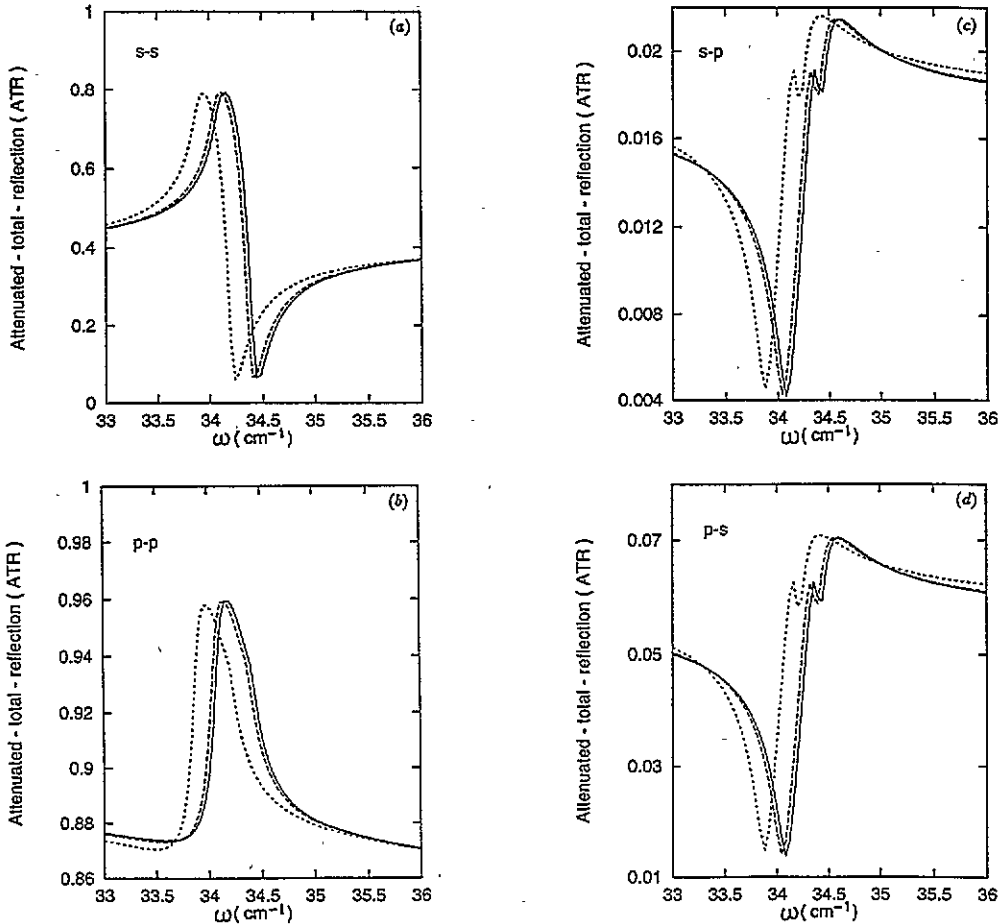 (a)
s-s
Attenuated - total - reflection ( ATR )
1
0.8
0.6
0.4
0.2
0
33 33.5 34 34.5 35 35.5 36
ω( cm⁻¹)
(c)
s-p
Attenuated - total - reflection ( ATR )
0.02
0.016
0.012
0.008
0.004
33 33.5 34 34.5 35 35.5 36
ω( cm⁻¹)
(b)
p-p
Attenuated - total - reflection ( ATR )
1
0.98
0.96
0.94
0.92
0.9
0.88
0.86
33 33.5 34 34.5 35 35.5 36
ω( cm⁻¹)
(d)
p-s
Attenuated - total - reflection ( ATR )
0.07
0.05
0.03
0.01
33 33.5 34 34.5 35 35.5 36
ω( cm⁻¹)